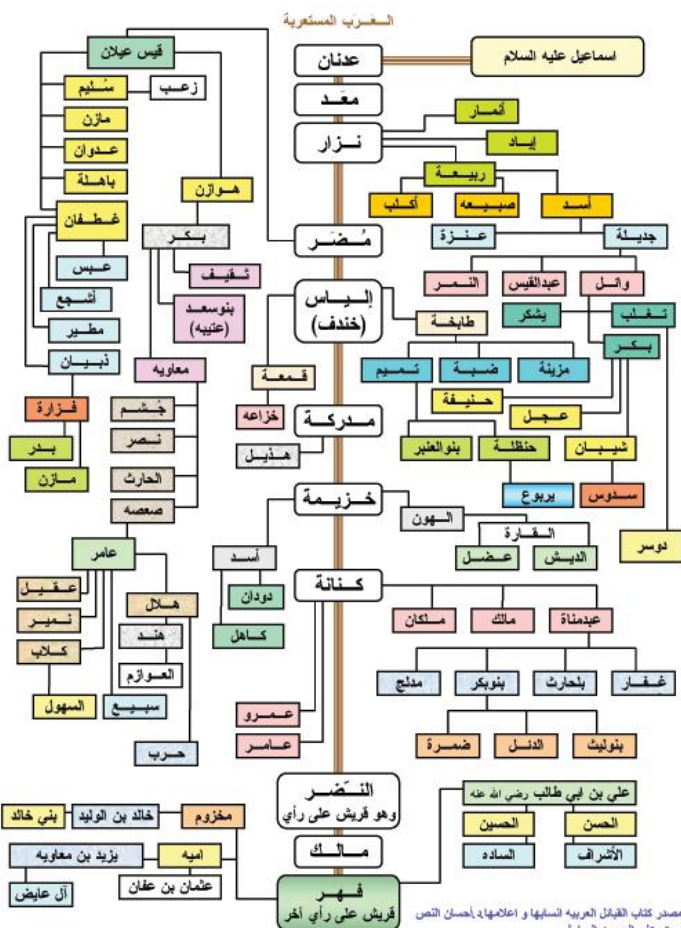 العرب المستعربة
اسماعيل عليه السلام
عدنان
معد
نزار
أنمار
إياد
ربيعة
أسد
صبيعه
أكلب
جديلة
عنزة
وائل
عبدالقيس
النمر
تغلب
يشكر
بكر
حنيفة
عجل
شيبان
سدوس
دوسر
مُضَر
قيس عيلان
سُليم
زعب
مازن
عدوان
باهلة
غطفان
عبس
أشجع
مطير
ذبيان
فزارة
بدر
مازن
هوازن
بكر
ثقيف
بنوسعد
(عتيبه)
معاويه
جُشم
نصر
الحارث
صعصه
عامر
عقيل
نمير
كلاب
السهول
سبيع
هلال
هند
العوازم
حرب
إلياس
(خندف)
طابخة
مزينة
ضبة
تميم
حنظلة
بنوالعنبر
يربوع
قمعة
خزاعه
مدركة
هذيل
خزيمة
الهون
القارة
الديش
عضل
أسد
دودان
كاهل
كنانة
عبدمناة
مالك
ملكان
غفار
بلحارث
بنوبكر
مدلج
بنوليث
الدئل
ضمرة
عمرو
عامر
النّضر
وهو قريش على رأي
مالك
فهر
قريش على رأي أخر
علي بن ابي طالب رضي الله عنه
الحسن
الحسين
الأشراف
الساده
مخزوم
خالد بن الوليد
بني خالد
اميه
يزيد بن معاويه
عثمان بن عفان
آل عايض
مصدر كتاب القبائل العربيه انسابها و اعلامها د.أحسان النص